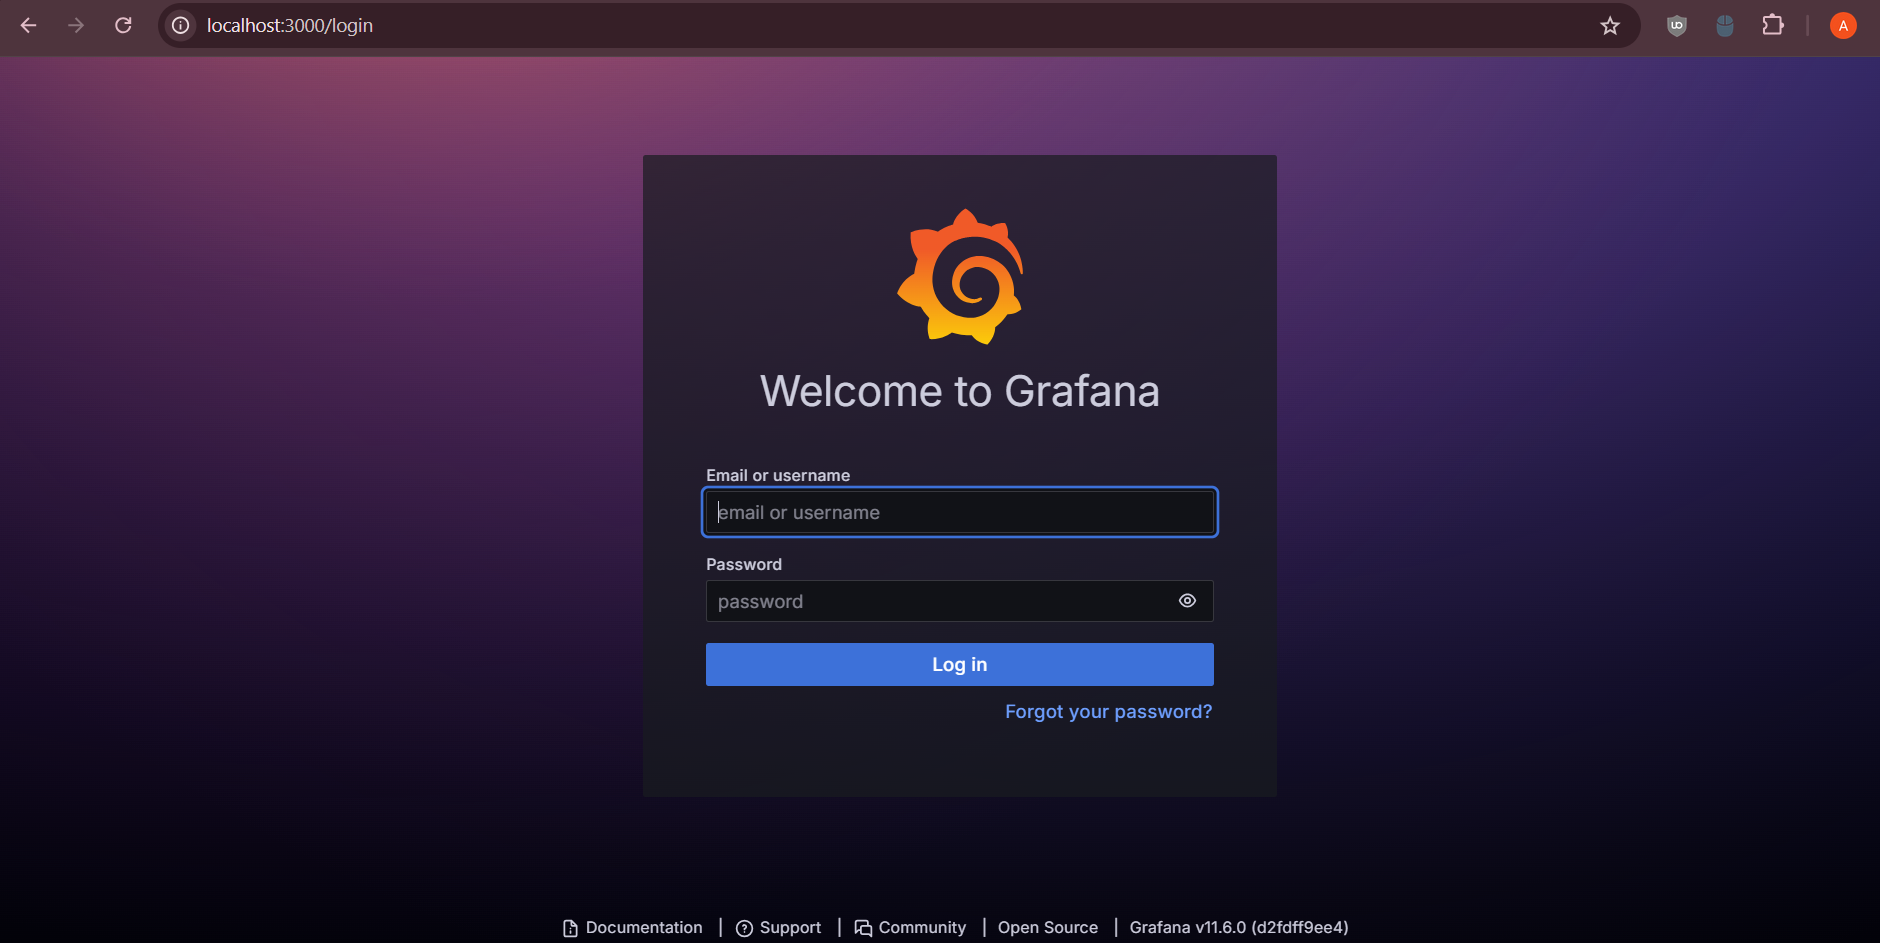 localhost:3000/login
A
Welcome to Grafana
Email or username
email or username
Password
password
Log in
Forgot your password?
Documentation | Support | Community | Open Source | Grafana v11.6.0 (d2fdff9ee4)